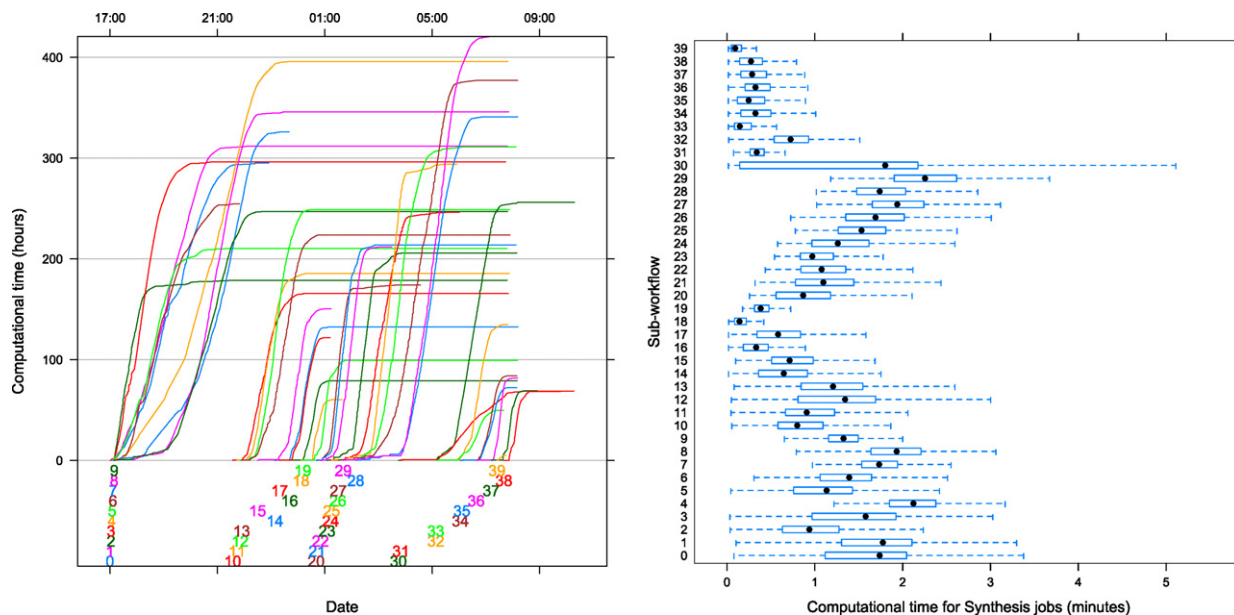 17:00 21:00 01:00 05:00 09:00
400
300
200
100
0
Computational time (hours)
9 19 29 39
8 18 28 38
7 17 27 37
6 16 26 36
5 15 25 35
4 14 24 34
3 13 23 33
2 12 22 32
1 11 21 31
0 10 20 30
Date
39
38
37
36
35
34
33
32
31
30
29
28
27
26
25
24
23
22
21
20
19
18
17
16
15
14
13
12
11
10
9
8
7
6
5
4
3
2
1
0
Sub-workflow
0 1 2 3 4 5
Computational time for Synthesis jobs (minutes)